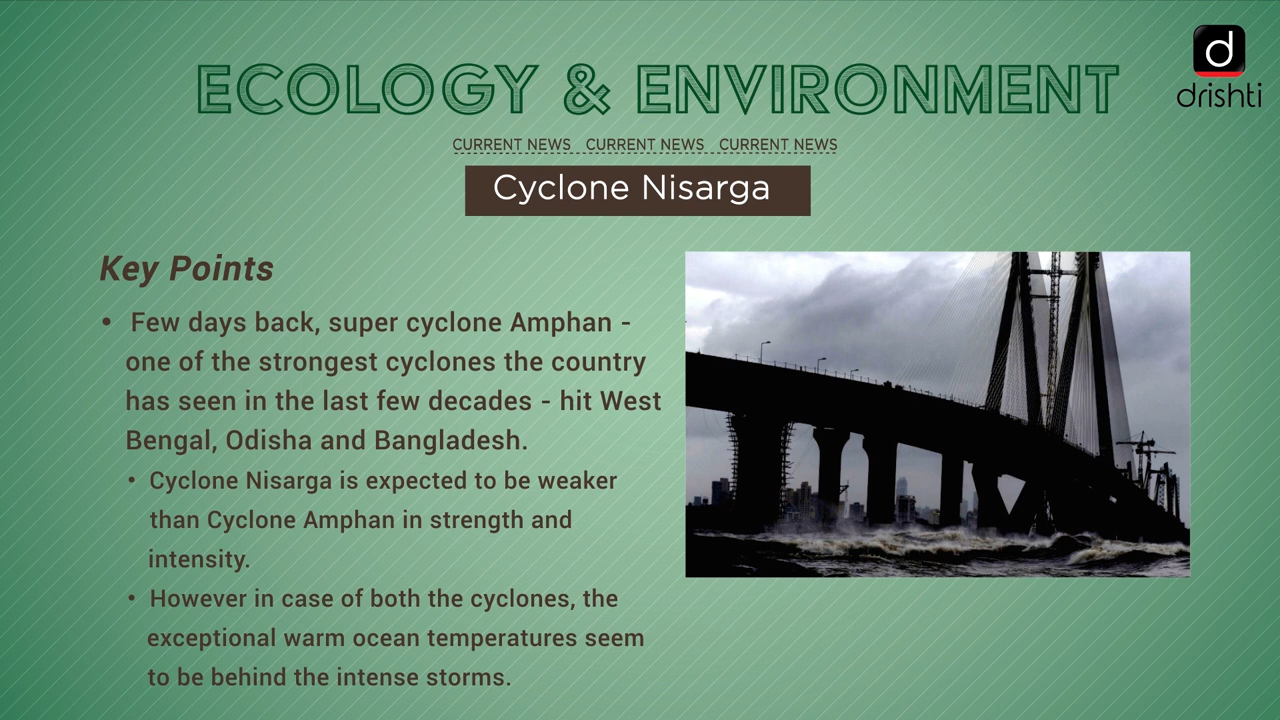 ECOLOGY & ENVIRONMENT
d
drishti
CURRENT NEWS CURRENT NEWS CURRENT NEWS
Cyclone Nisarga
Key Points
• Few days back, super cyclone Amphan -
one of the strongest cyclones the country
has seen in the last few decades - hit West
Bengal, Odisha and Bangladesh.
• Cyclone Nisarga is expected to be weaker
than Cyclone Amphan in strength and
intensity.
• However in case of both the cyclones, the
exceptional warm ocean temperatures seem
to be behind the intense storms.